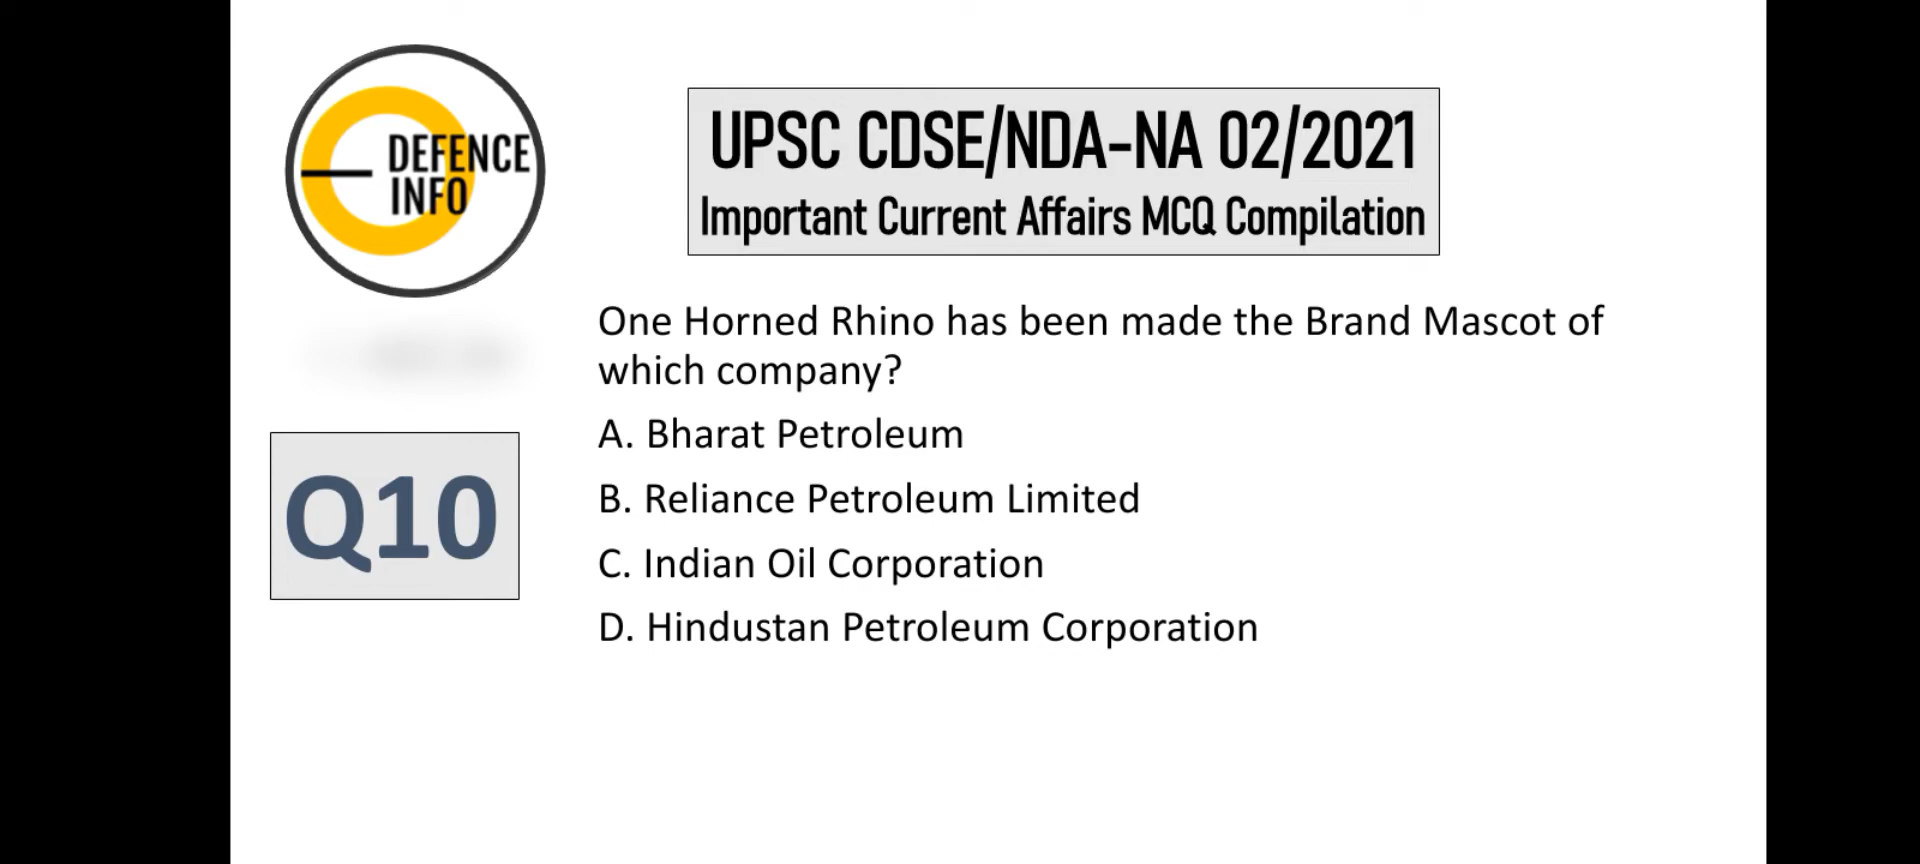 DEFENCE
INFO
UPSC CDSE/NDA-NA 02/2021
Important Current Affairs MCQ Compilation
Q10
One Horned Rhino has been made the Brand Mascot of
which company?
A. Bharat Petroleum
B. Reliance Petroleum Limited
C. Indian Oil Corporation
D. Hindustan Petroleum Corporation